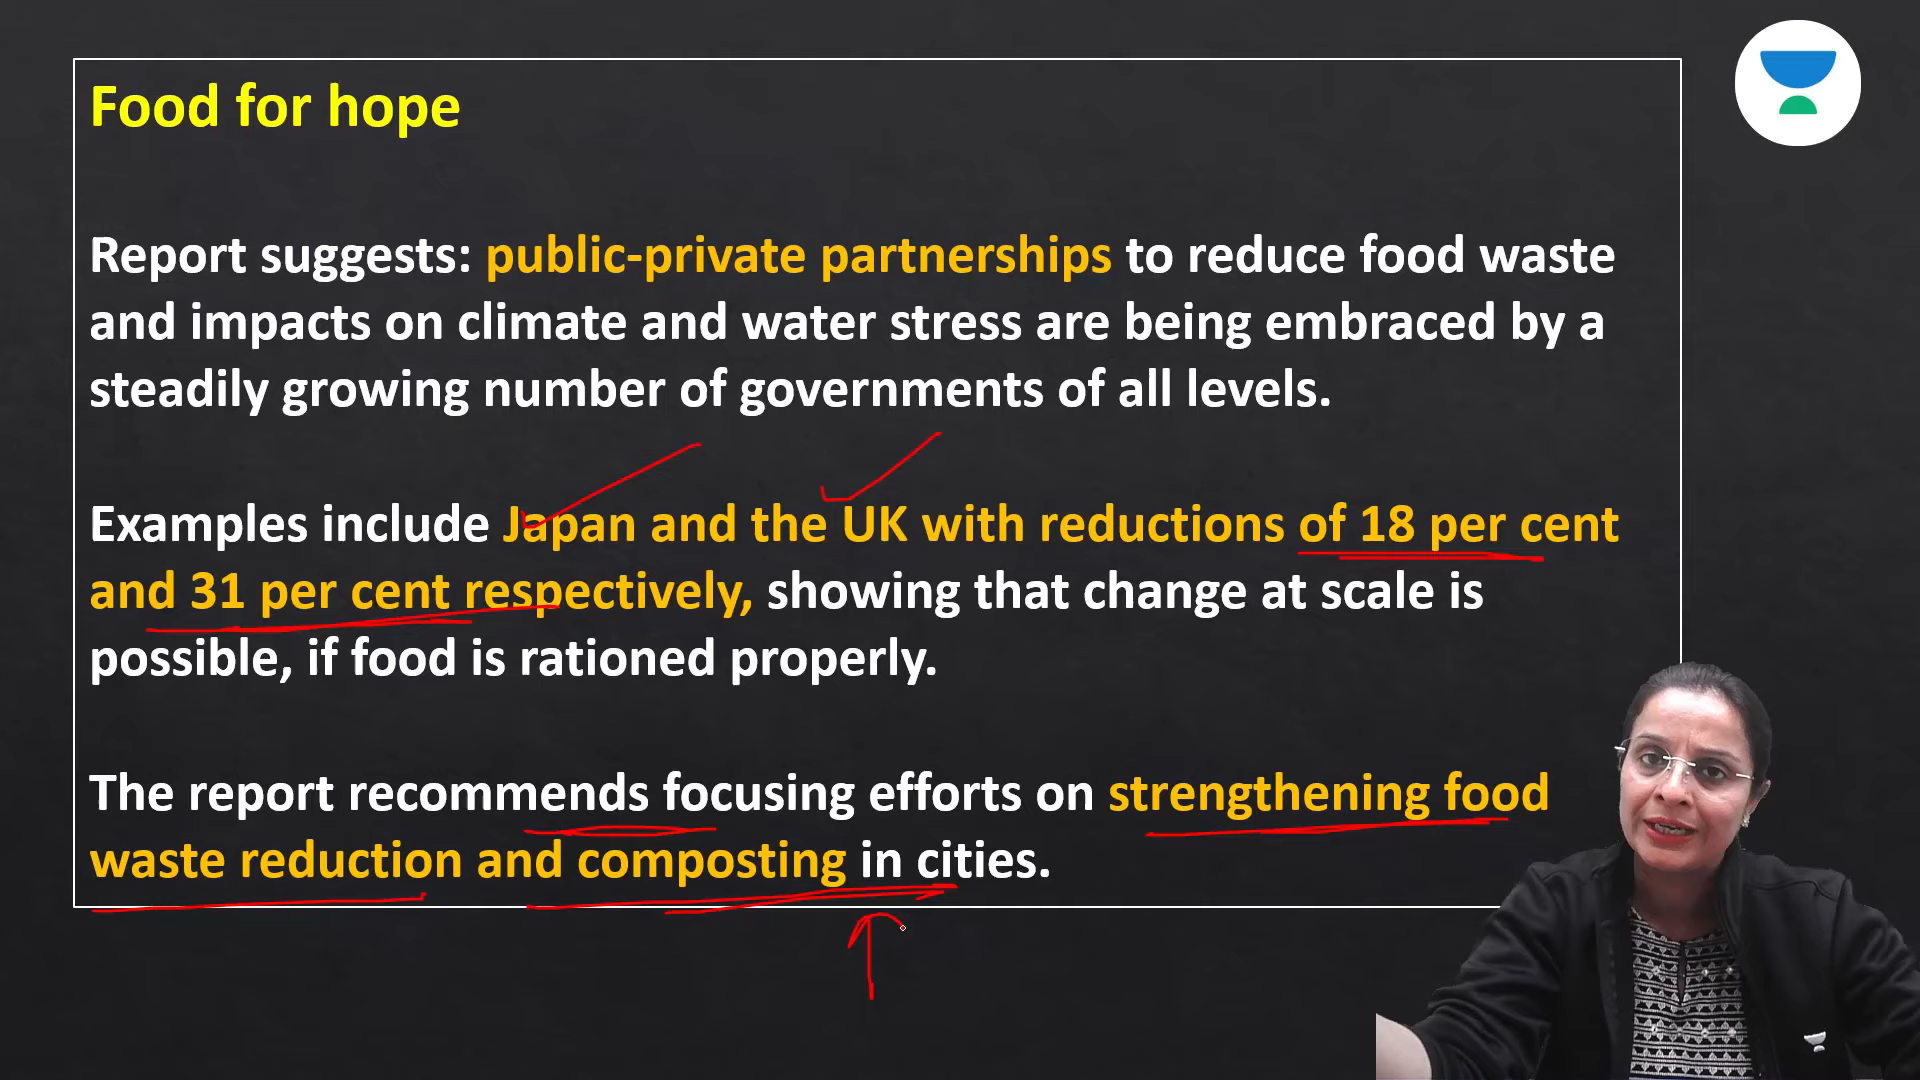 Food for hope
Report suggests: public-private partnerships to reduce food waste
and impacts on climate and water stress are being embraced by a
steadily growing number of governments of all levels.
Examples include Japan and the UK with reductions of 18 per cent
and 31 per cent respectively, showing that change at scale is
possible, if food is rationed properly.
The report recommends focusing efforts on strengthening food
waste reduction and composting in cities.